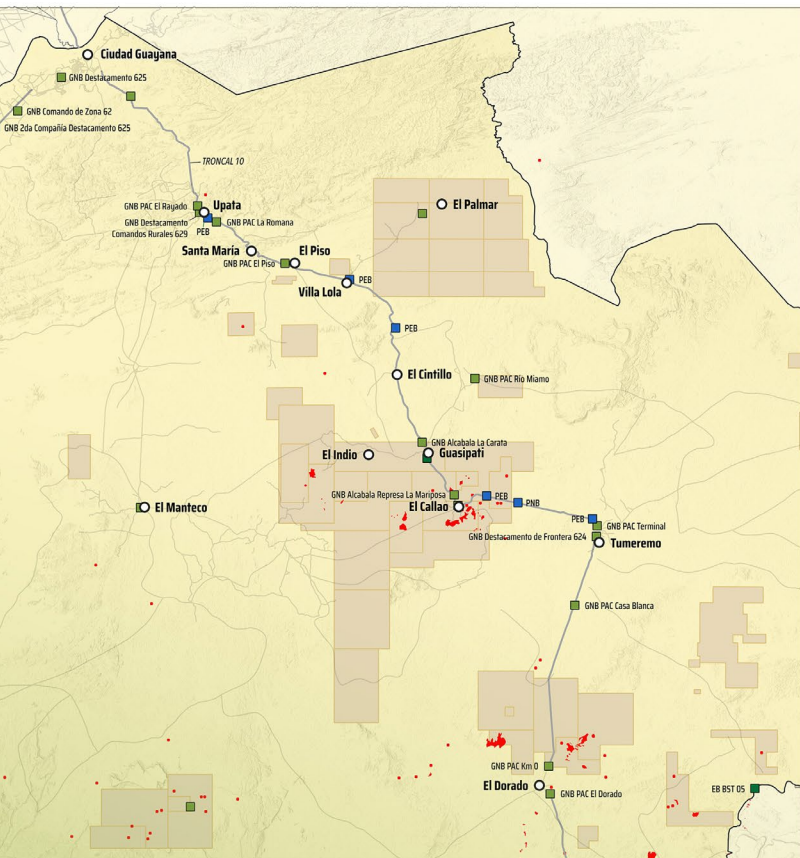 Ciudad Guayana
GNB Destacamento 625
GNB Comando de Zona 62
GNB 2da Compañía Destacamento 625
TRONCAL 10
GNB PAC El Rayado
Upata
GNB Destacamento
Comandos Rurales 629
PEB
GNB PAC La Romana
El Palmar
Santa María
El Piso
GNB PAC El Piso
Villa Lola
PEB
PEB
El Cintillo
GNB PAC Río Miamo
GNB Alcabala La Carata
El Indio
Guasipati
GNB Alcabala Represa La Mariposa
PEB
PNB
El Callao
El Manteco
PEB
GNB PAC Terminal
GNB Destacamento de Frontera 624
Tumeremo
GNB PAC Casa Blanca
GNB PAC Km 0
El Dorado
GNB PAC El Dorado
EB BST 05